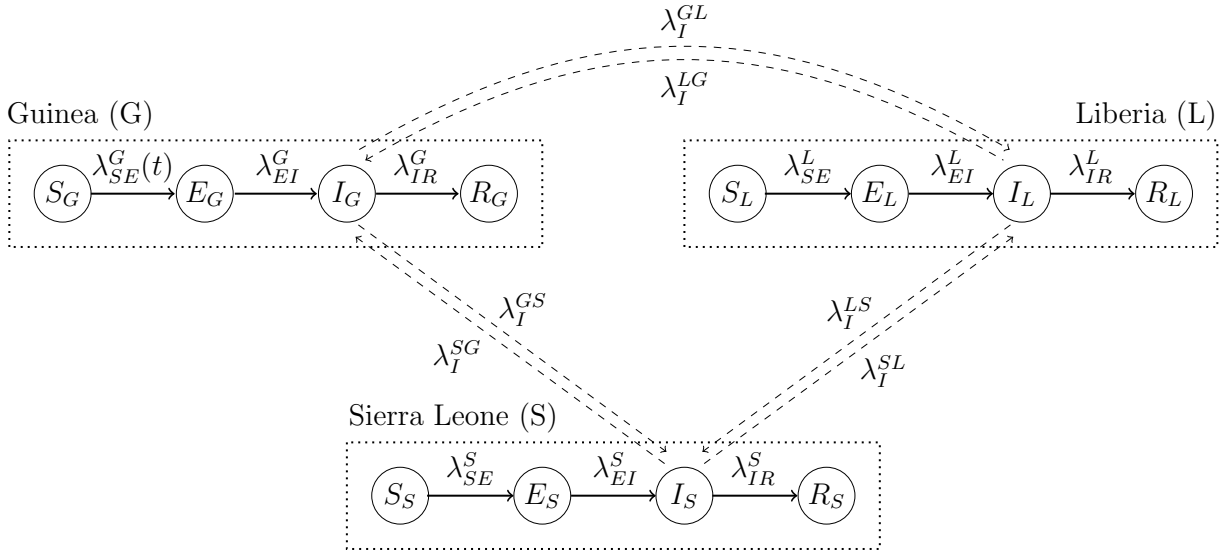 λ_I^{GL}
λ_I^{LG}
Guinea (G)
Liberia (L)
λ_{SE}^G(t) λ_{EI}^G λ_{IR}^G
S_G E_G I_G R_G
λ_{SE}^L λ_{EI}^L λ_{IR}^L
S_L E_L I_L R_L
λ_I^{GS}
λ_I^{SG}
λ_I^{LS}
λ_I^{SL}
Sierra Leone (S)
λ_{SE}^S λ_{EI}^S λ_{IR}^S
S_S E_S I_S R_S